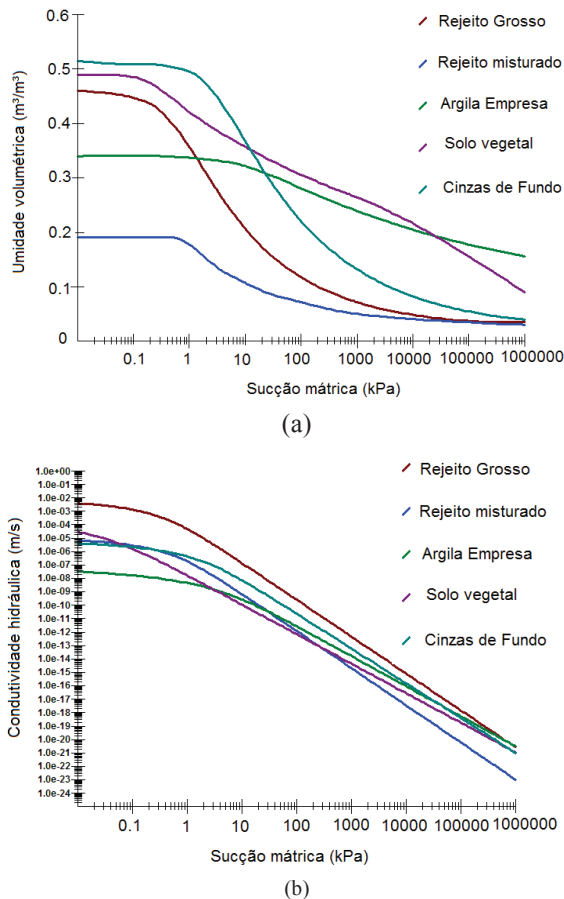 0.6
0.5
0.4
0.3
0.2
0.1
0
Umidade volumétrica (m³/m³)
Rejeito Grosso
Rejeito misturado
Argila Empresa
Solo vegetal
Cinzas de Fundo
0.1 1 10 100 1000 10000 100000 1000000
Sucção mátrica (kPa)
(a)
1.0e+00
1.0e-01
1.0e-02
1.0e-03
1.0e-04
1.0e-05
1.0e-06
1.0e-07
1.0e-08
1.0e-09
1.0e-10
1.0e-11
1.0e-12
1.0e-13
1.0e-14
1.0e-15
1.0e-16
1.0e-17
1.0e-18
1.0e-19
1.0e-20
1.0e-21
1.0e-22
1.0e-23
1.0e-24
Condutividade hidráulica (m/s)
Rejeito Grosso
Rejeito misturado
Argila Empresa
Solo vegetal
Cinzas de Fundo
0.1 1 10 100 1000 10000 100000 1000000
Sucção mátrica (kPa)
(b)